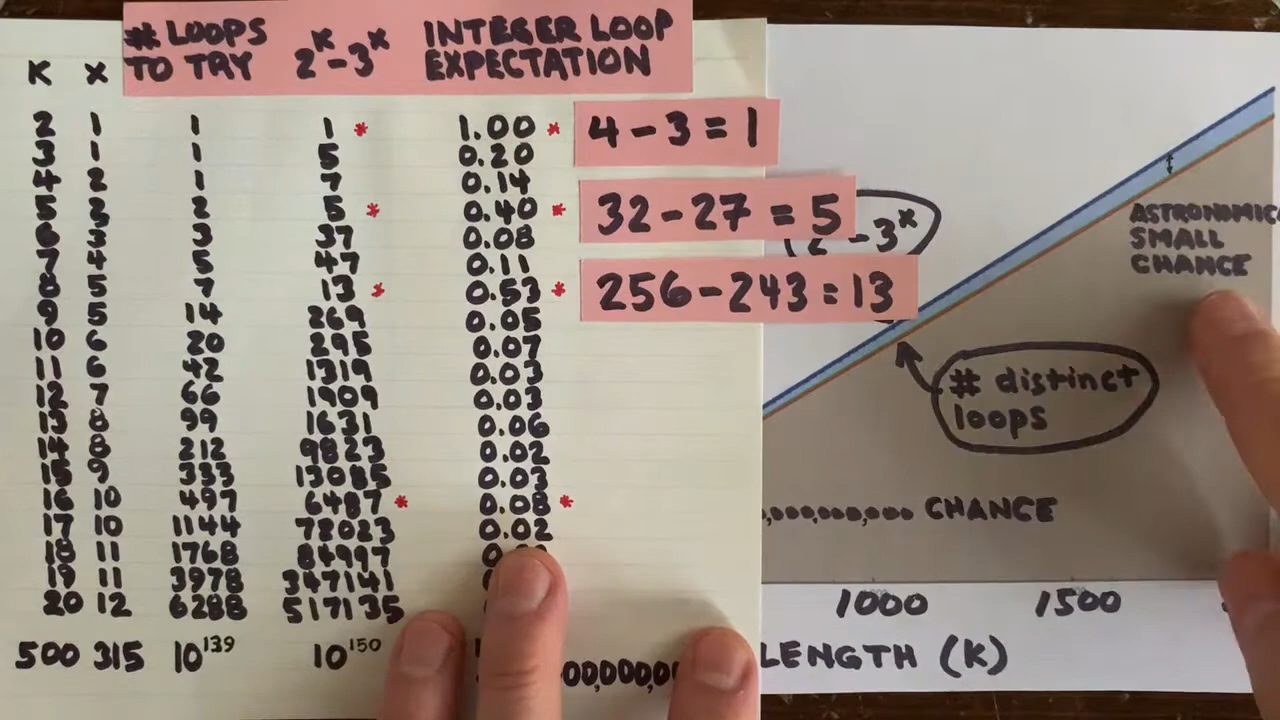 K X # LOOPS TO TRY 2^K-3^X INTEGER LOOP EXPECTATION
2 1 1 1 * 1.00 * 4-3=1
3 1 1 5 0.20
4 2 1 7 0.14
5 3 2 5 * 0.40 * 32-27=5
6 3 3 37 0.08
7 4 5 47 0.11
8 5 7 13 * 0.53 * 256-243=13
9 5 14 269 0.05
10 6 20 295 0.07
11 6 42 1319 0.03
12 7 66 1909 0.03
13 8 99 1631 0.06
14 8 212 9823 0.02
15 9 333 13085 0.03
16 10 497 6487 * 0.08 *
17 10 1144 72023 0.02
18 11 1768 84997
19 11 3978 347141
20 12 6288 517135
500 315 10^139 10^150
00,000,00
-3^X
SMALL
CHANCE
# distinct
loops
CHANCE
1000 1500
LENGTH (K)